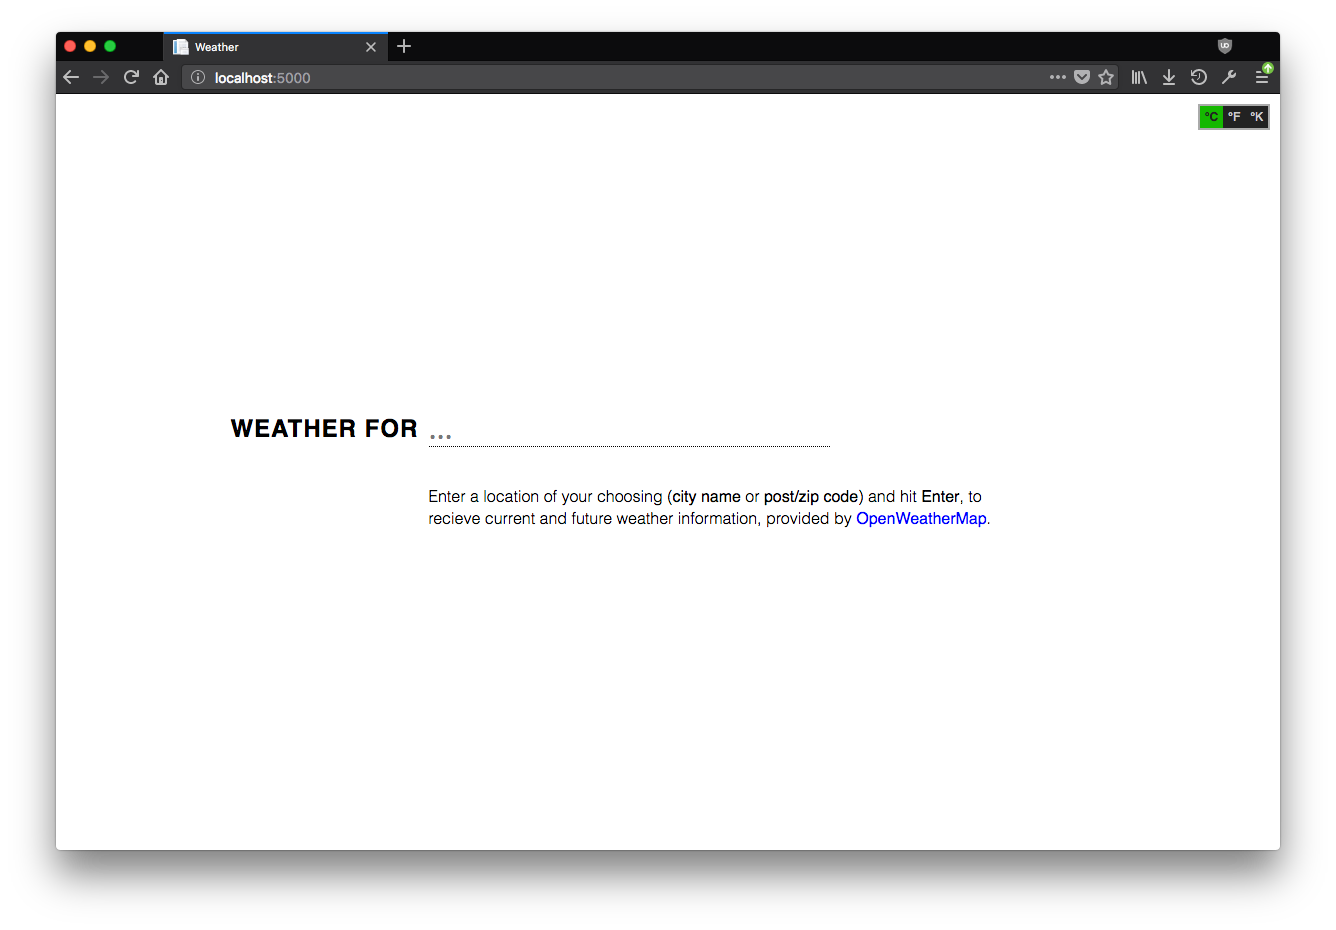 Weather
localhost:5000
°C °F °K
WEATHER FOR ...
Enter a location of your choosing (city name or post/zip code) and hit Enter, to
recieve current and future weather information, provided by OpenWeatherMap.